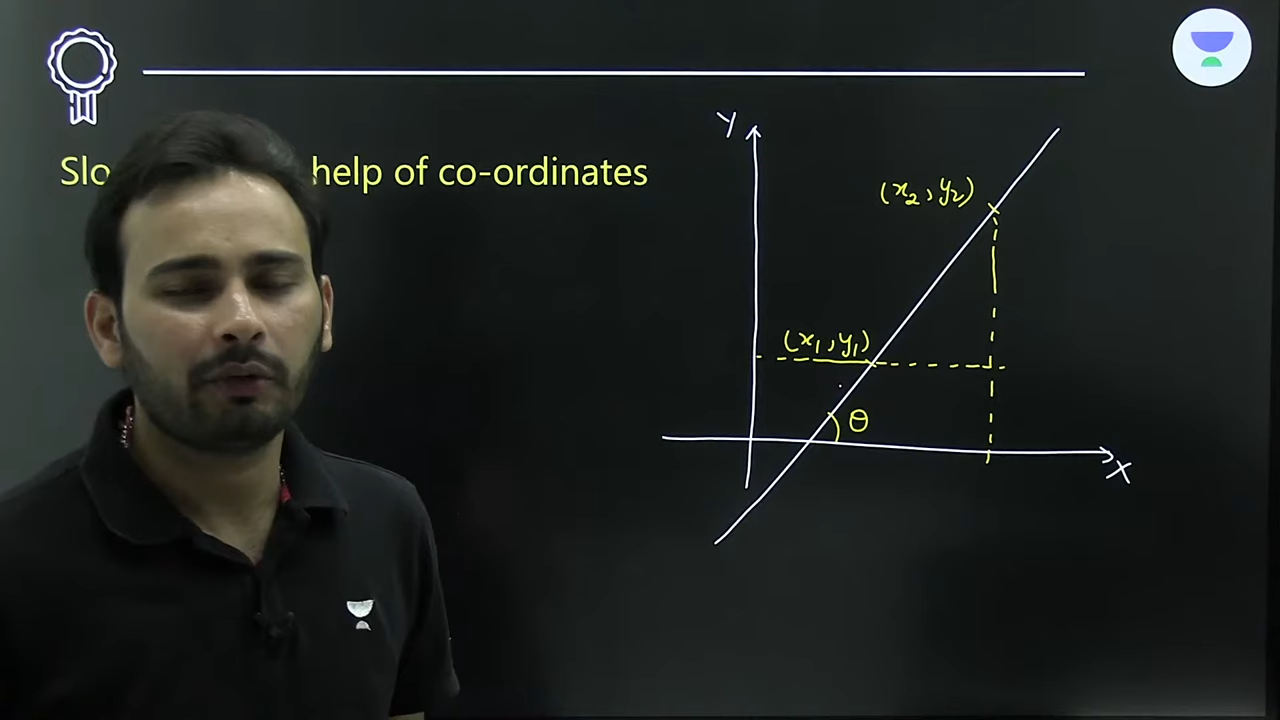 Slo help of co-ordinates
Y
(x₂, y₂)
(x₁, y₁)
θ
X